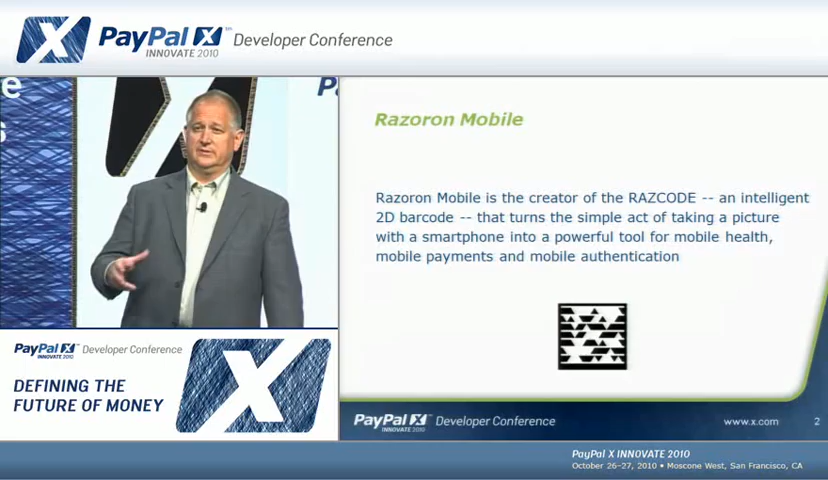 PayPal X℠ Developer Conference
INNOVATE 2010
e
s
P
Razoron Mobile
Razoron Mobile is the creator of the RAZCODE -- an intelligent
2D barcode -- that turns the simple act of taking a picture
with a smartphone into a powerful tool for mobile health,
mobile payments and mobile authentication
PayPal X Developer Conference
INNOVATE 2010
DEFINING THE
FUTURE OF MONEY
PayPal X Developer Conference
INNOVATE 2010
www.x.com 2
PayPal X INNOVATE 2010
October 26-27, 2010 • Moscone West, San Francisco, CA